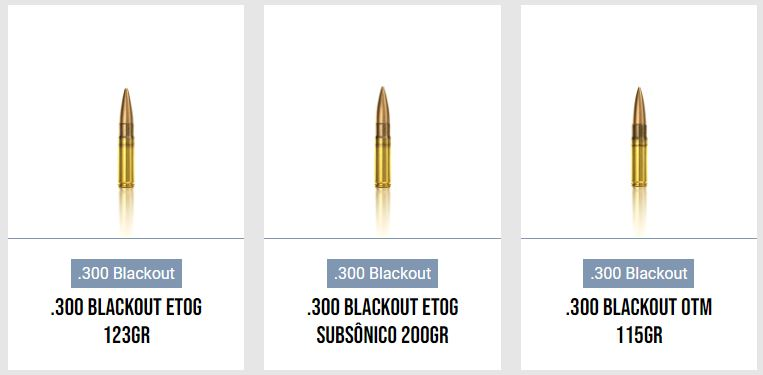 .300 Blackout
.300 BLACKOUT ETOG
123GR
.300 Blackout
.300 BLACKOUT ETOG
SUBSÔNICO 200GR
.300 Blackout
.300 BLACKOUT OTM
115GR